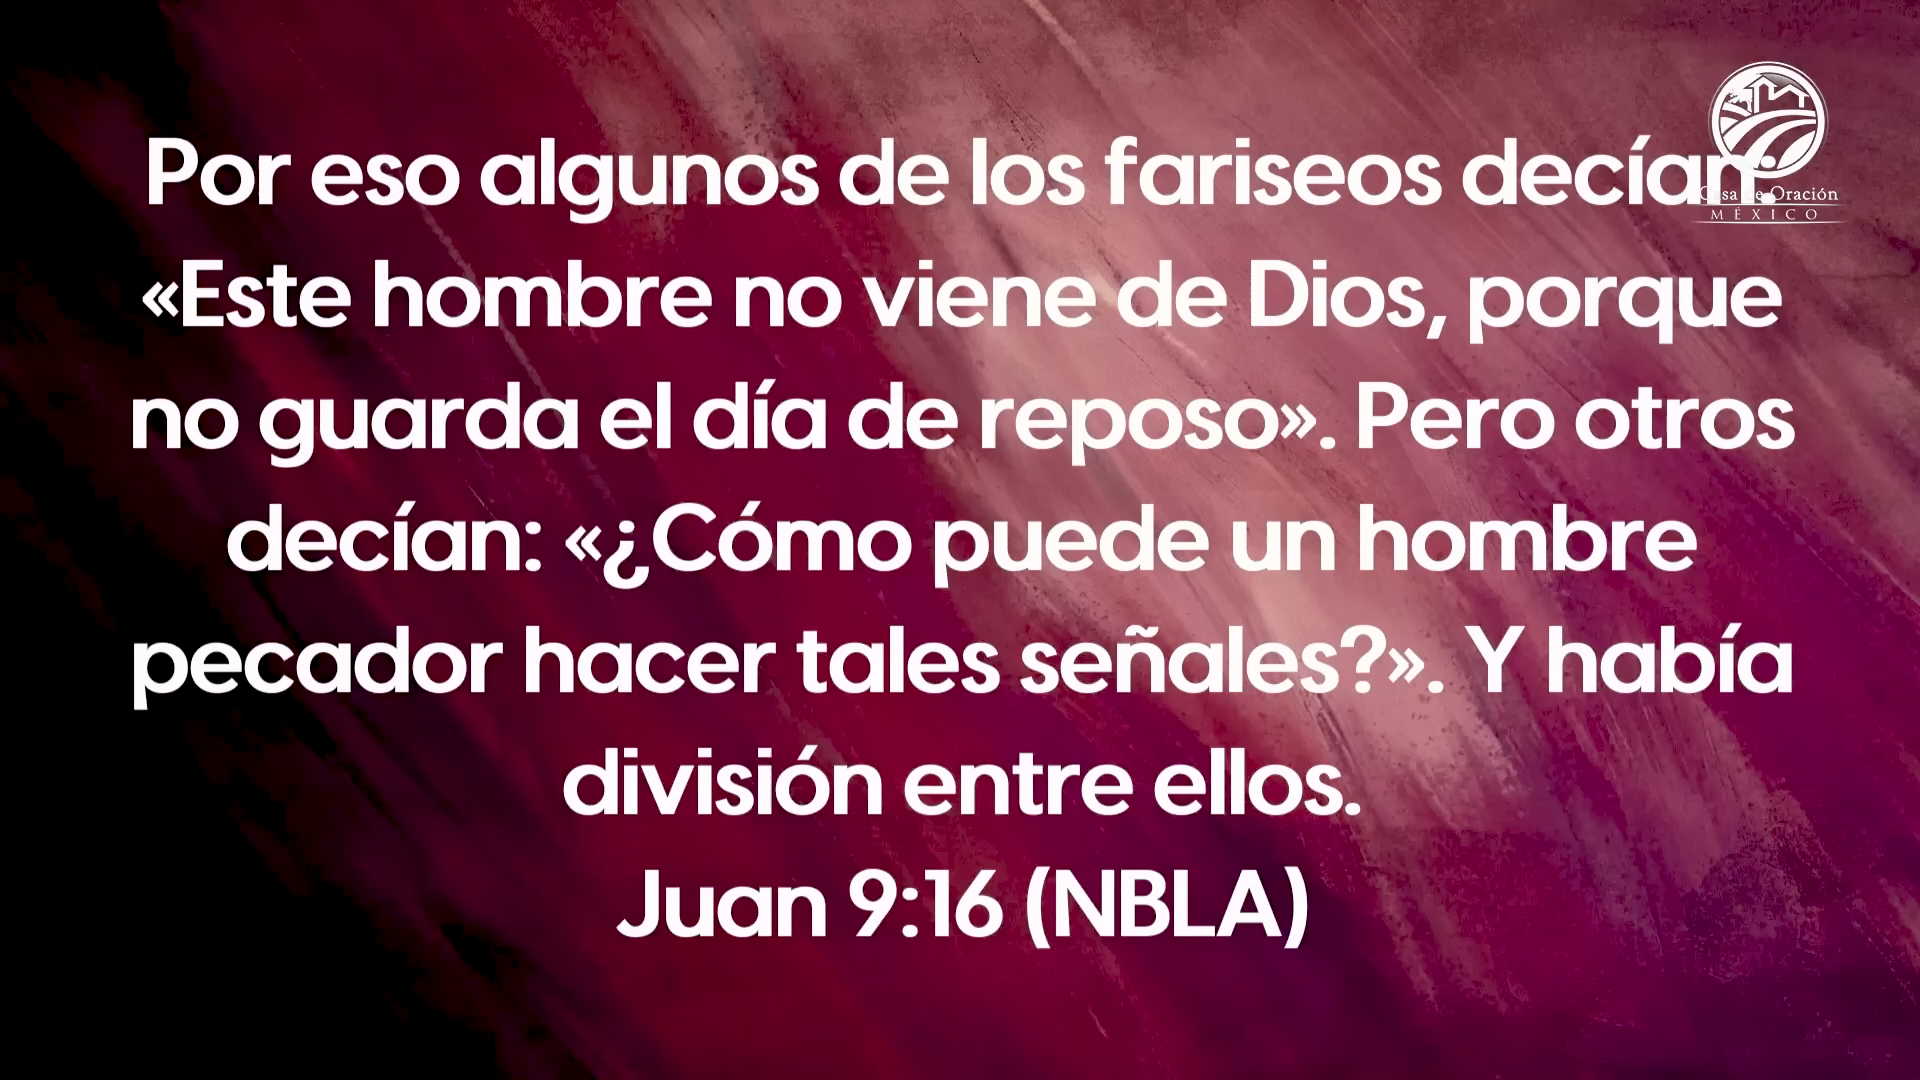 Por eso algunos de los fariseos decían:
«Este hombre no viene de Dios, porque
no guarda el día de reposo». Pero otros
decían: «¿Cómo puede un hombre
pecador hacer tales señales?». Y había
división entre ellos.
Juan 9:16 (NBLA)
Casa de Oración
MÉXICO